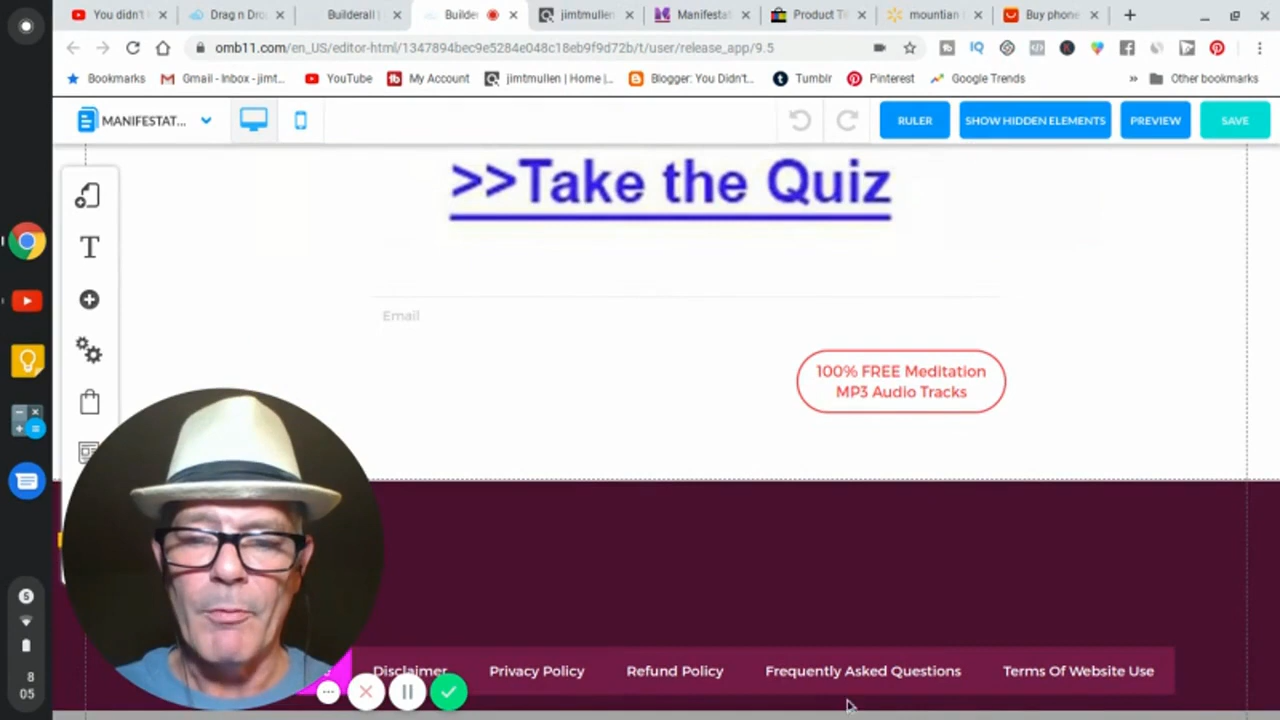 You didn't
Drag n Dro
Builderall
Builde
jimtmullen
Manifestat
Product Te
mountian
Buy phone
omb11.com/en_US/editor-html/1347894bec9e5284e048c18eb9f9d72b/t/user/release_app/9.5
Bookmarks
Gmail - Inbox - jimt...
YouTube
My Account
jimtmullen | Home |...
Blogger: You Didn't...
Tumblr
Pinterest
Google Trends
Other bookmarks
MANIFESTAT...
RULER
SHOW HIDDEN ELEMENTS
PREVIEW
SAVE
>>Take the Quiz
Email
100% FREE Meditation
MP3 Audio Tracks
Disclaimer
Privacy Policy
Refund Policy
Frequently Asked Questions
Terms Of Website Use
8
05